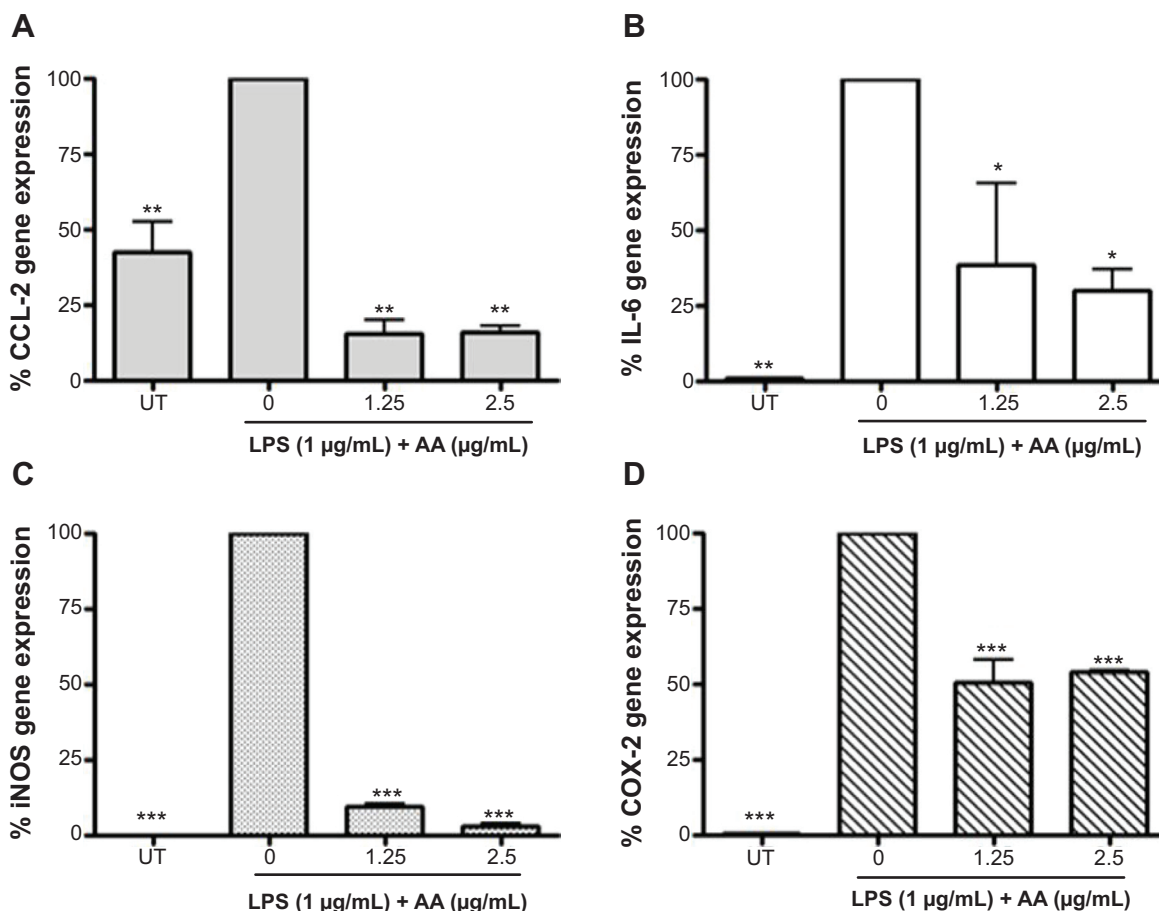 A
% CCL-2 gene expression
100
75
50
25
0
**
**
**
UT
0
1.25
2.5
LPS (1 µg/mL) + AA (µg/mL)
B
% IL-6 gene expression
100
75
50
25
0
**
*
*
UT
0
1.25
2.5
LPS (1 µg/mL) + AA (µg/mL)
C
% iNOS gene expression
100
75
50
25
0
***
***
***
UT
0
1.25
2.5
LPS (1 µg/mL) + AA (µg/mL)
D
% COX-2 gene expression
100
75
50
25
0
***
***
***
UT
0
1.25
2.5
LPS (1 µg/mL) + AA (µg/mL)